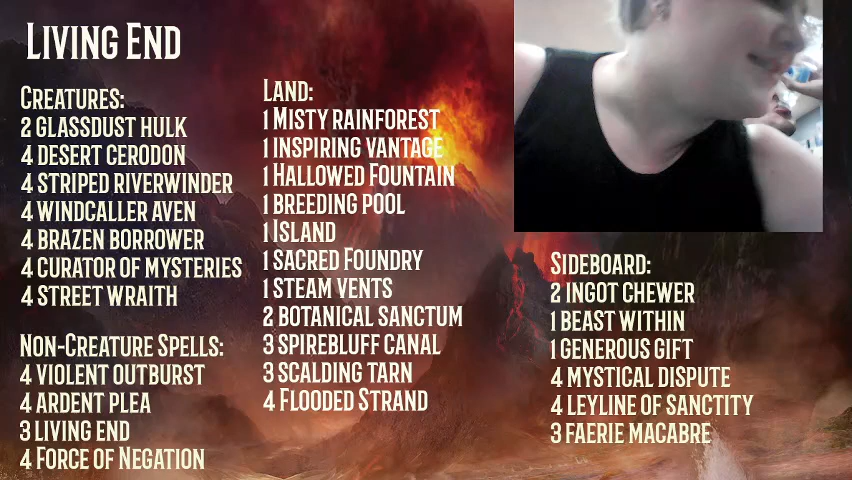 Living End
Creatures:
2 Glassdust Hulk
4 Desert Cerodon
4 Striped Riverwinder
4 Windcaller Aven
4 Brazen Borrower
4 Curator of Mysteries
4 Street Wraith
Non-Creature Spells:
4 Violent Outburst
4 Ardent Plea
3 Living End
4 Force of Negation
Land:
1 Misty Rainforest
1 Inspiring Vantage
1 Hallowed Fountain
1 Breeding Pool
1 Island
1 Sacred Foundry
1 Steam Vents
2 Botanical Sanctum
3 Spirebluff Canal
3 Scalding Tarn
4 Flooded Strand
Sideboard:
2 Ingot Chewer
1 Beast Within
1 Generous Gift
4 Mystical Dispute
4 Leyline of Sanctity
3 Faerie Macabre